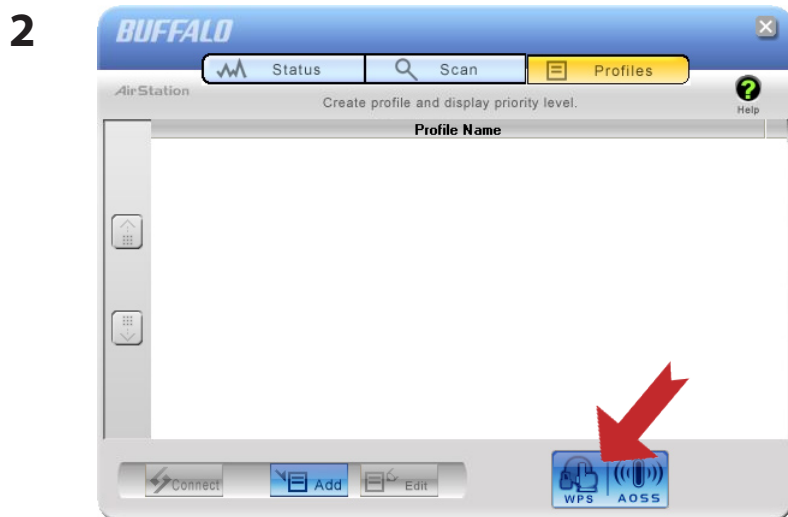 2
BUFFALO
Status
Scan
Profiles
AirStation
Create profile and display priority level.
?
Help
Profile Name
Connect
Add
Edit
WPS
AOSS